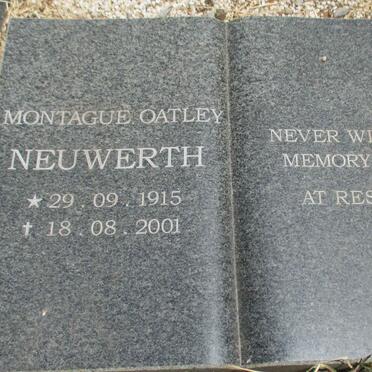 MONTAGUE OATLEY
NEUWERTH
★ 29 . 09 . 1915
† 18 . 08 . 2001
NEVER
MEMORY
AT